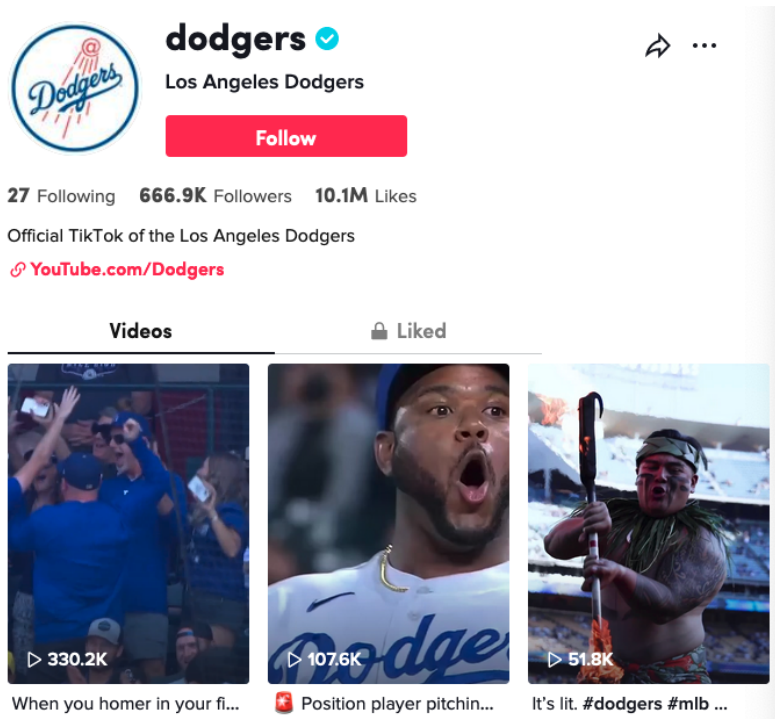 Dodgers
dodgers
Los Angeles Dodgers
Follow
27 Following 666.9K Followers 10.1M Likes
Official TikTok of the Los Angeles Dodgers
YouTube.com/Dodgers
Videos
Liked
Dodge
330.2K
107.6K
51.8K
When you homer in your fi...
🚨 Position player pitchin...
It's lit. #dodgers #mlb ...